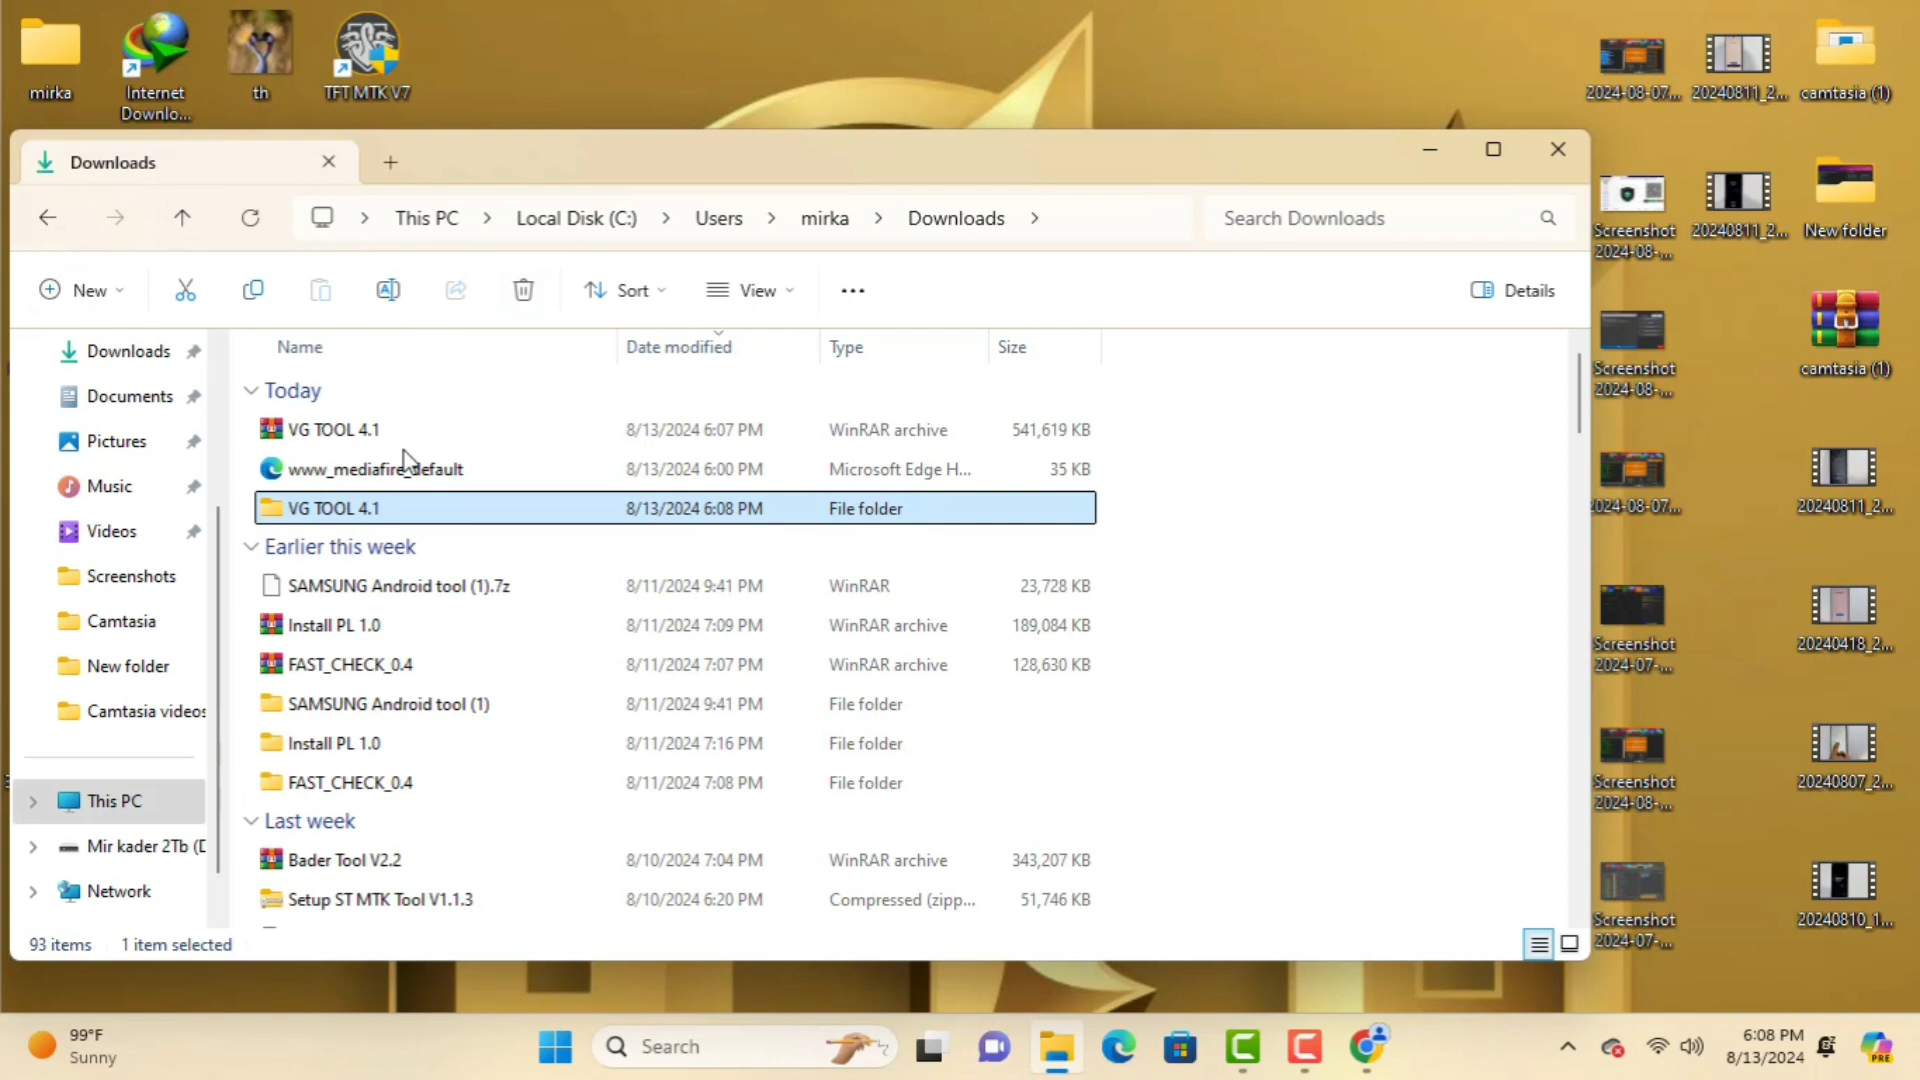 mirka
Internet
Downlo...
th
TFT MTK V7
2024-08-07...
20240811_2...
camtasia (1)
Downloads
This PC
Local Disk (C:)
Users
mirka
Downloads
Search Downloads
Screenshot
2024-08-...
20240811_2...
New folder
New
Sort
View
Details
Downloads
Documents
Pictures
Music
Videos
Screenshots
Camtasia
New folder
Camtasia videos
This PC
Mir kader 2Tb (D
Network
Name Date modified Type Size
Today
VG TOOL 4.1 8/13/2024 6:07 PM WinRAR archive 541,619 KB
www_mediafire_default 8/13/2024 6:00 PM Microsoft Edge H... 35 KB
VG TOOL 4.1 8/13/2024 6:08 PM File folder
Earlier this week
SAMSUNG Android tool (1).7z 8/11/2024 9:41 PM WinRAR 23,728 KB
Install PL 1.0 8/11/2024 7:09 PM WinRAR archive 189,084 KB
FAST_CHECK_0.4 8/11/2024 7:07 PM WinRAR archive 128,630 KB
SAMSUNG Android tool (1) 8/11/2024 9:41 PM File folder
Install PL 1.0 8/11/2024 7:16 PM File folder
FAST_CHECK_0.4 8/11/2024 7:08 PM File folder
Last week
Bader Tool V2.2 8/10/2024 7:04 PM WinRAR archive 343,207 KB
Setup ST MTK Tool V1.1.3 8/10/2024 6:20 PM Compressed (zipp... 51,746 KB
93 items 1 item selected
Screenshot
2024-08-...
camtasia (1)
2024-08-07...
20240811_2...
Screenshot
2024-07-...
20240418_2...
Screenshot
2024-08-...
20240807_2...
Screenshot
2024-07-...
20240810_1...
99°F
Sunny
Search
6:08 PM
8/13/2024
PRE